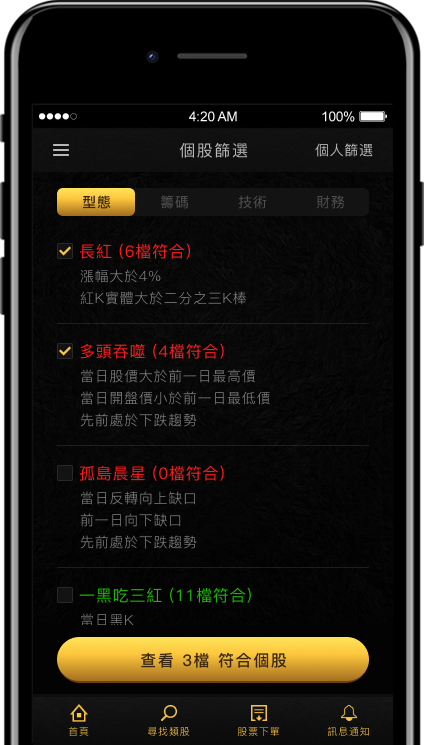 4:20 AM 100%
個股篩選 個人篩選
型態 籌碼 技術 財務
長紅 (6檔符合)
漲幅大於4%
紅K實體大於二分之三K棒
多頭吞噬 (4檔符合)
當日股價大於前一日最高價
當日開盤價小於前一日最低價
先前處於下跌趨勢
孤島晨星 (0檔符合)
當日反轉向上缺口
前一日向下缺口
先前處於下跌趨勢
一黑吃三紅 (11檔符合)
當日黑K
查看 3檔 符合個股
首頁 尋找類股 股票下單 訊息通知